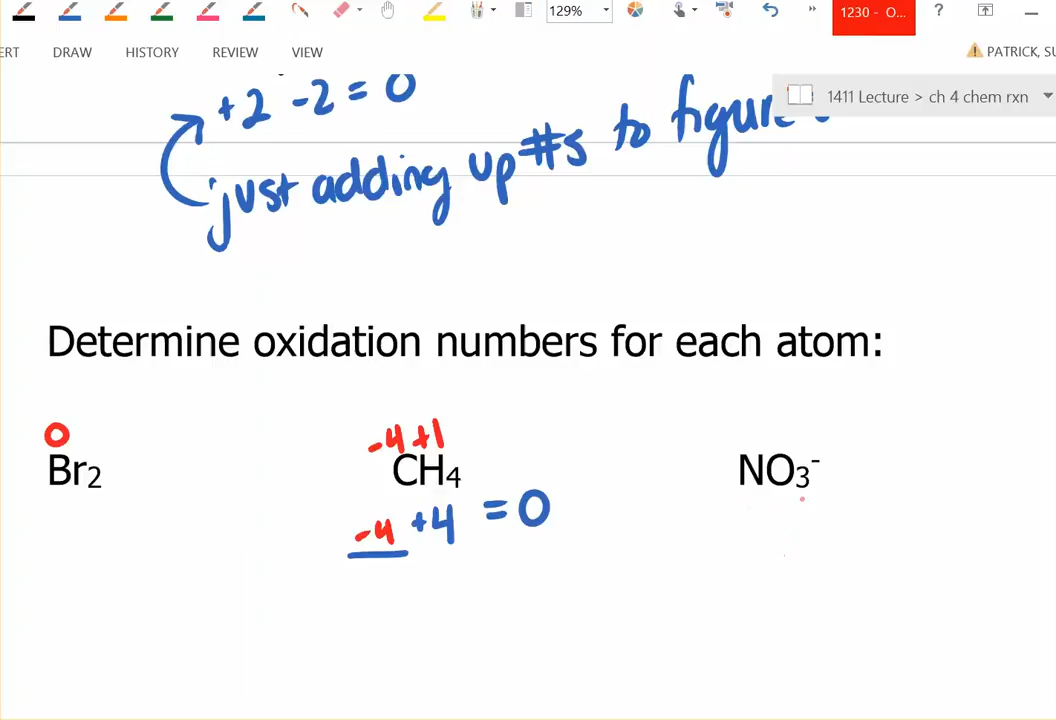 129%
1230 - O...
?
ERT DRAW HISTORY REVIEW VIEW
PATRICK, SU
1411 Lecture > ch 4 chem rxn
+2 -2 = 0
just adding up #s to figure
Determine oxidation numbers for each atom:
0 -4 +1
Br2 CH4 NO3-
-4 +4 = 0